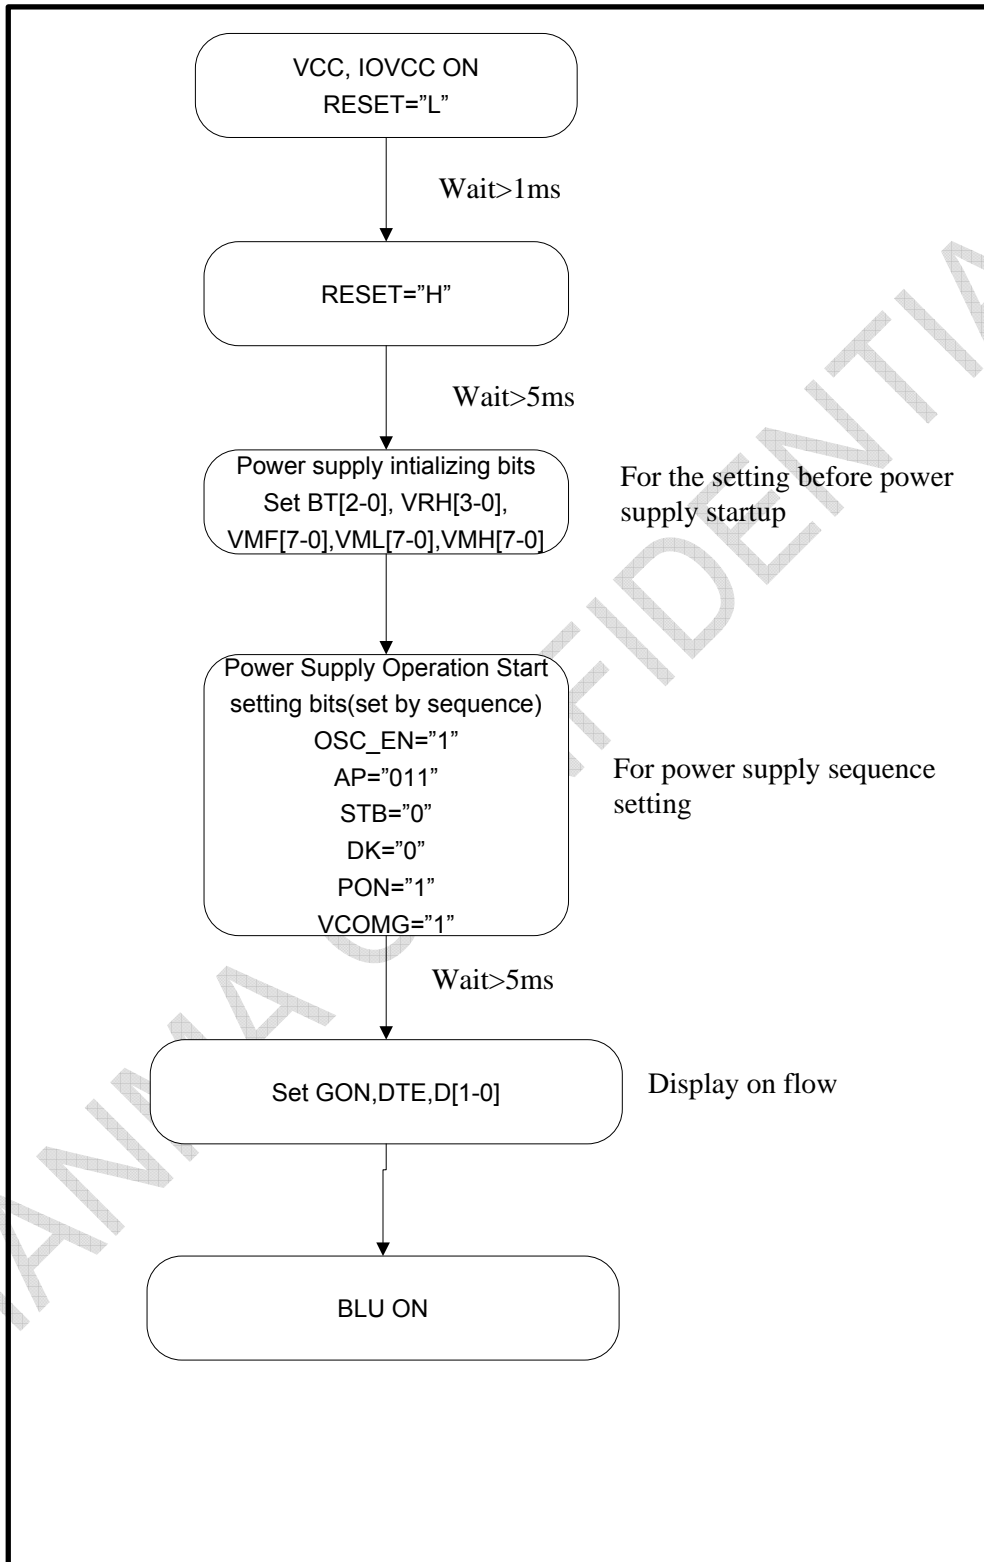 VCC, IOVCC ON
RESET=”L”
Wait>1ms
RESET=”H”
Wait>5ms
Power supply intializing bits
Set BT[2-0], VRH[3-0],
VMF[7-0],VML[7-0],VMH[7-0]
For the setting before power
supply startup
Power Supply Operation Start
setting bits(set by sequence)
OSC_EN=”1”
AP=”011”
STB=”0”
DK=”0”
PON=”1”
VCOMG=”1”
For power supply sequence
setting
Wait>5ms
Set GON,DTE,D[1-0]
Display on flow
BLU ON